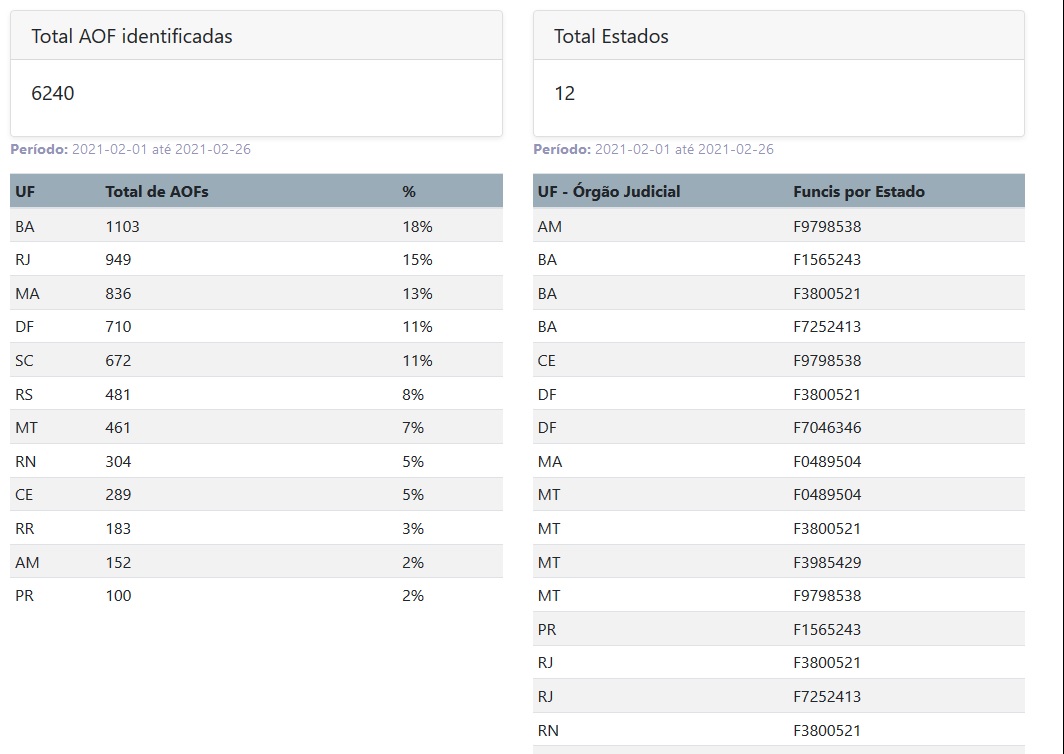 Total AOF identificadas
6240
Período: 2021-02-01 até 2021-02-26
UF Total de AOFs %
BA 1103 18%
RJ 949 15%
MA 836 13%
DF 710 11%
SC 672 11%
RS 481 8%
MT 461 7%
RN 304 5%
CE 289 5%
RR 183 3%
AM 152 2%
PR 100 2%
Total Estados
12
Período: 2021-02-01 até 2021-02-26
UF - Órgão Judicial Funcis por Estado
AM F9798538
BA F1565243
BA F3800521
BA F7252413
CE F9798538
DF F3800521
DF F7046346
MA F0489504
MT F0489504
MT F3800521
MT F3985429
MT F9798538
PR F1565243
RJ F3800521
RJ F7252413
RN F3800521